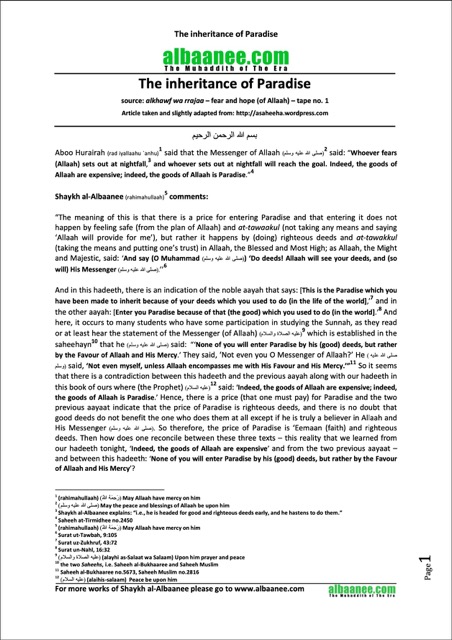 The inheritance of Paradise
albaanee.com
The Muhaddith of The Era
The inheritance of Paradise
source: alkhawf wa rrajaa – fear and hope (of Allaah) – tape no. 1
Article taken and slightly adapted from: http://asaheeha.wordpress.com
بسم الله الرحمن الرحيم
Aboo Hurairah (rad iyallaahu `anhu)1 said that the Messenger of Allaah (صلى الله عليه وسلم)2 said: "Whoever fears
(Allaah) sets out at nightfall,3 and whoever sets out at nightfall will reach the goal. Indeed, the goods of
Allaah are expensive; indeed, the goods of Allaah is Paradise."4
Shaykh al-Albaanee (rahimahullaah)5 comments:
"The meaning of this is that there is a price for entering Paradise and that entering it does not
happen by feeling safe (from the plan of Allaah) and at-tawaakul (not taking any means and saying
'Allaah will provide for me'), but rather it happens by (doing) righteous deeds and at-tawakkul
(taking the means and putting one's trust) in Allaah, the Blessed and Most High; as Allaah, the Might
and Majestic, said: 'And say (O Muhammad (صلى الله عليه وسلم)) 'Do deeds! Allaah will see your deeds, and (so
will) His Messenger (صلى الله عليه وسلم).'"6
And in this hadeeth, there is an indication of the noble aayah that says: [This is the Paradise which
you have been made to inherit because of your deeds which you used to do (in the life of the world],'7 and in
the other aayah: [Enter you Paradise because of that (the good) which you used to do (in the world].'8 And
here, it occurs to many students who have some participation in studying the Sunnah, as they read
or at least hear the statement of the Messenger (of Allaah) (عليه الصلاة والسلام)9 which is established in the
saheehayn10 that he (صلى الله عليه وسلم) said: "'None of you will enter Paradise by his (good) deeds, but rather
by the Favour of Allaah and His Mercy.' They said, 'Not even you O Messenger of Allaah?' He (صلى الله عليه
وسلم) said, 'Not even myself, unless Allaah encompasses me with His Favour and His Mercy.'"11 So it seems
that there is a contradiction between this hadeeth and the previous aayah along with our hadeeth in
this book of ours where (the Prophet) (عليه السلام)12 said: 'Indeed, the goods of Allaah are expensive; indeed,
the goods of Allaah is Paradise.' Hence, there is a price (that one must pay) for Paradise and the two
previous aayaat indicate that the price of Paradise is righteous deeds, and there is no doubt that
good deeds do not benefit the one who does them at all except if he is truly a believer in Allaah and
His Messenger (صلى الله عليه وسلم). So therefore, the price of Paradise is 'Eemaan (faith) and righteous
deeds. Then how does one reconcile between these three texts – this reality that we learned from
our hadeeth tonight, 'Indeed, the goods of Allaah are expensive' and from the two previous aayaat –
and between this hadeeth: 'None of you will enter Paradise by his (good) deeds, but rather by the Favour
of Allaah and His Mercy'?
1 (rahimahullaah) (رَحِمَهُ اللهُ) May Allaah have mercy on him
2 (صلى الله عليه وسلم) May the peace and blessings of Allaah be upon him
3 Shaykh al-Albaanee explains: "i.e., he is headed for good and righteous deeds early, and he hastens to do them."
4 Saheeh at-Tirmidhee no.2450
5 (rahimahullaah) (رَحِمَهُ اللهُ) May Allaah have mercy on him
6 Surat ut-Tawbah, 9:105
7 Surat uz-Zukhruf, 43:72
8 Surat un-Nahl, 16:32
9 (عليه الصلاة والسلام) (alayhi as-Salaat wa Salaam) Upon him prayer and peace
10 the two Saheehs, i.e. Saheeh al-Bukhaaree and Saheeh Muslim
11 Saheeh al-Bukhaaree no.5673, Saheeh Muslim no.2816
12 (عليه السلام) (alaihis-salaam) Peace be upon him
For more works of Shaykh al-Albaanee please go to www.albaanee.com
albaanee.com
The Muhaddith of The Era
Page 1